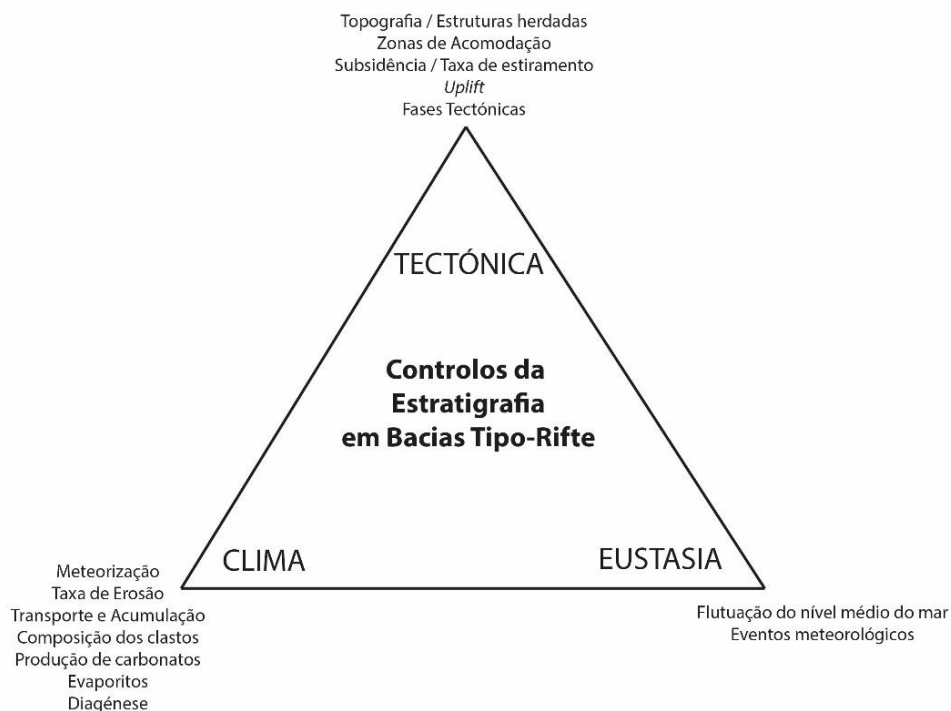 Topografia / Estruturas herdadas
Zonas de Acomodação
Subsidência / Taxa de estiramento
Uplift
Fases Tectónicas
TECTÓNICA
Controlos da
Estratigrafia
em Bacias Tipo-Rifte
CLIMA
EUSTASIA
Meteorização
Taxa de Erosão
Transporte e Acumulação
Composição dos clastos
Produção de carbonatos
Evaporitos
Diagénese
Flutuação do nível médio do mar
Eventos meteorológicos